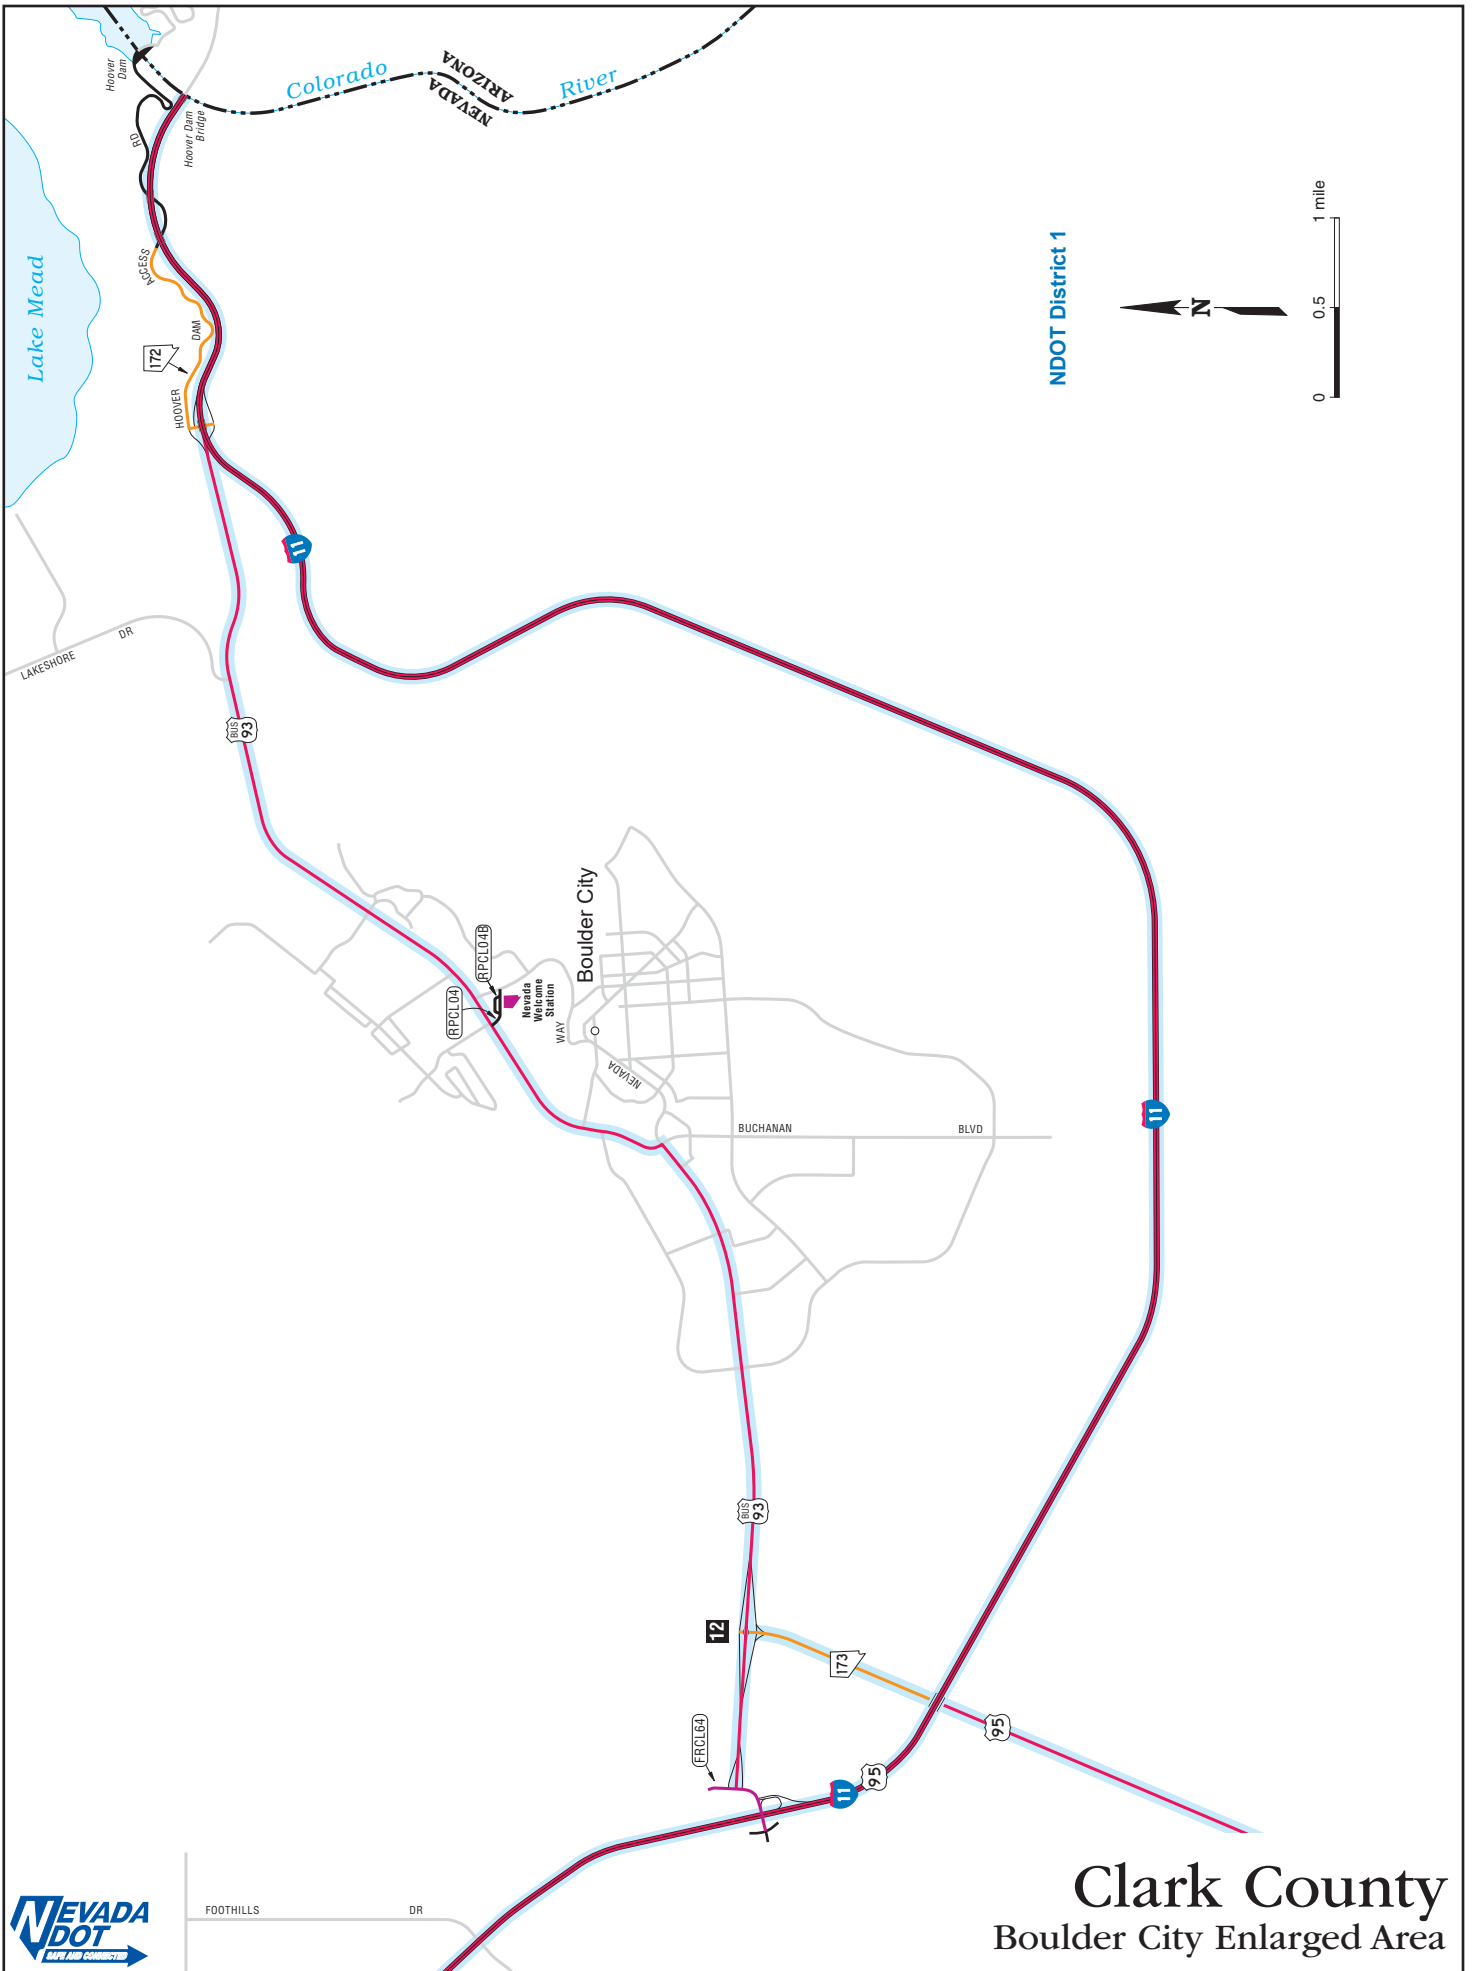 Hoover
Dam
Colorado
ARIZONA
NEVADA
River
Hoover Dam
Bridge
RD
Lake Mead
ACCESS
DAM
172
HOOVER
NDOT District 1
N
0
0.5
1 mile
11
LAKESHORE
DR
BUS
93
Boulder City
RPCL04B
RPCL04
Nevada
Welcome
Station
WAY
NEVADA
BUCHANAN
BLVD
11
BUS
93
12
173
FRCL64
95
95
11
NEVADA
DOT
SAFE AND CONNECTED
FOOTHILLS
DR
Clark County
Boulder City Enlarged Area